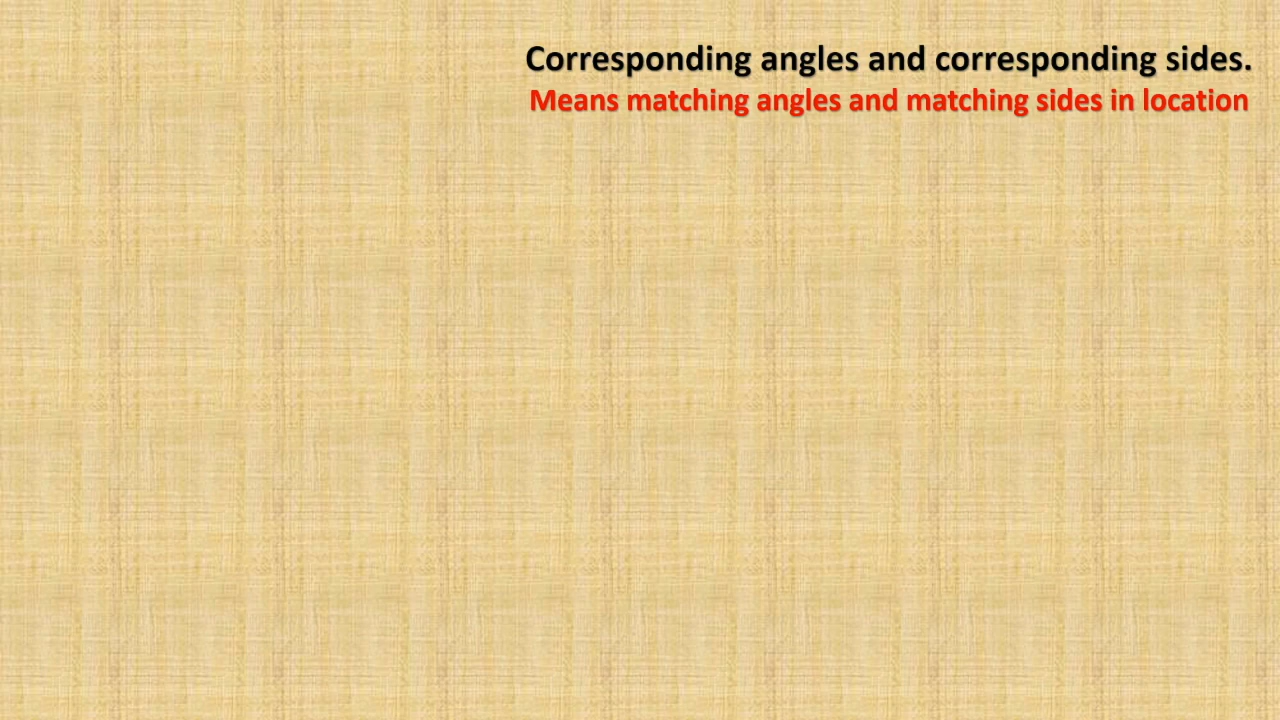 Corresponding angles and corresponding sides.
Means matching angles and matching sides in location